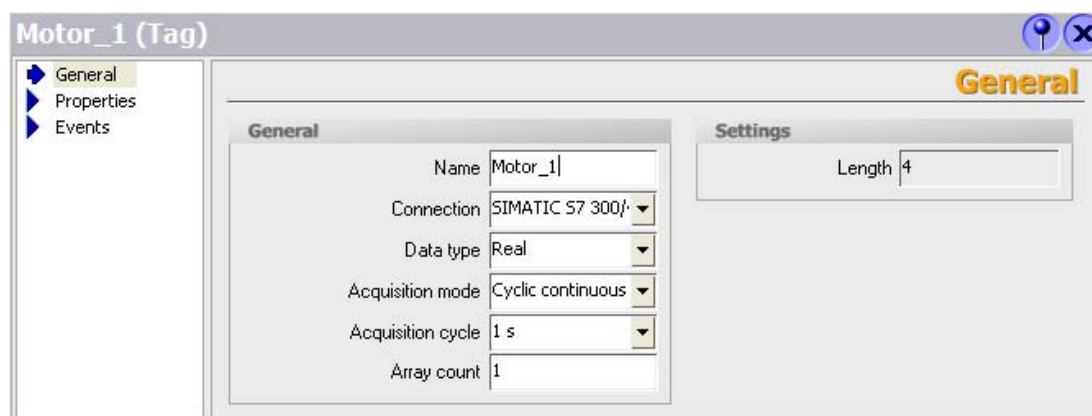 Motor_1 (Tag)
General
Properties
Events
General
General
Name Motor_1
Connection SIMATIC S7 300/
Data type Real
Acquisition mode Cyclic continuous
Acquisition cycle 1 s
Array count 1
Settings
Length 4